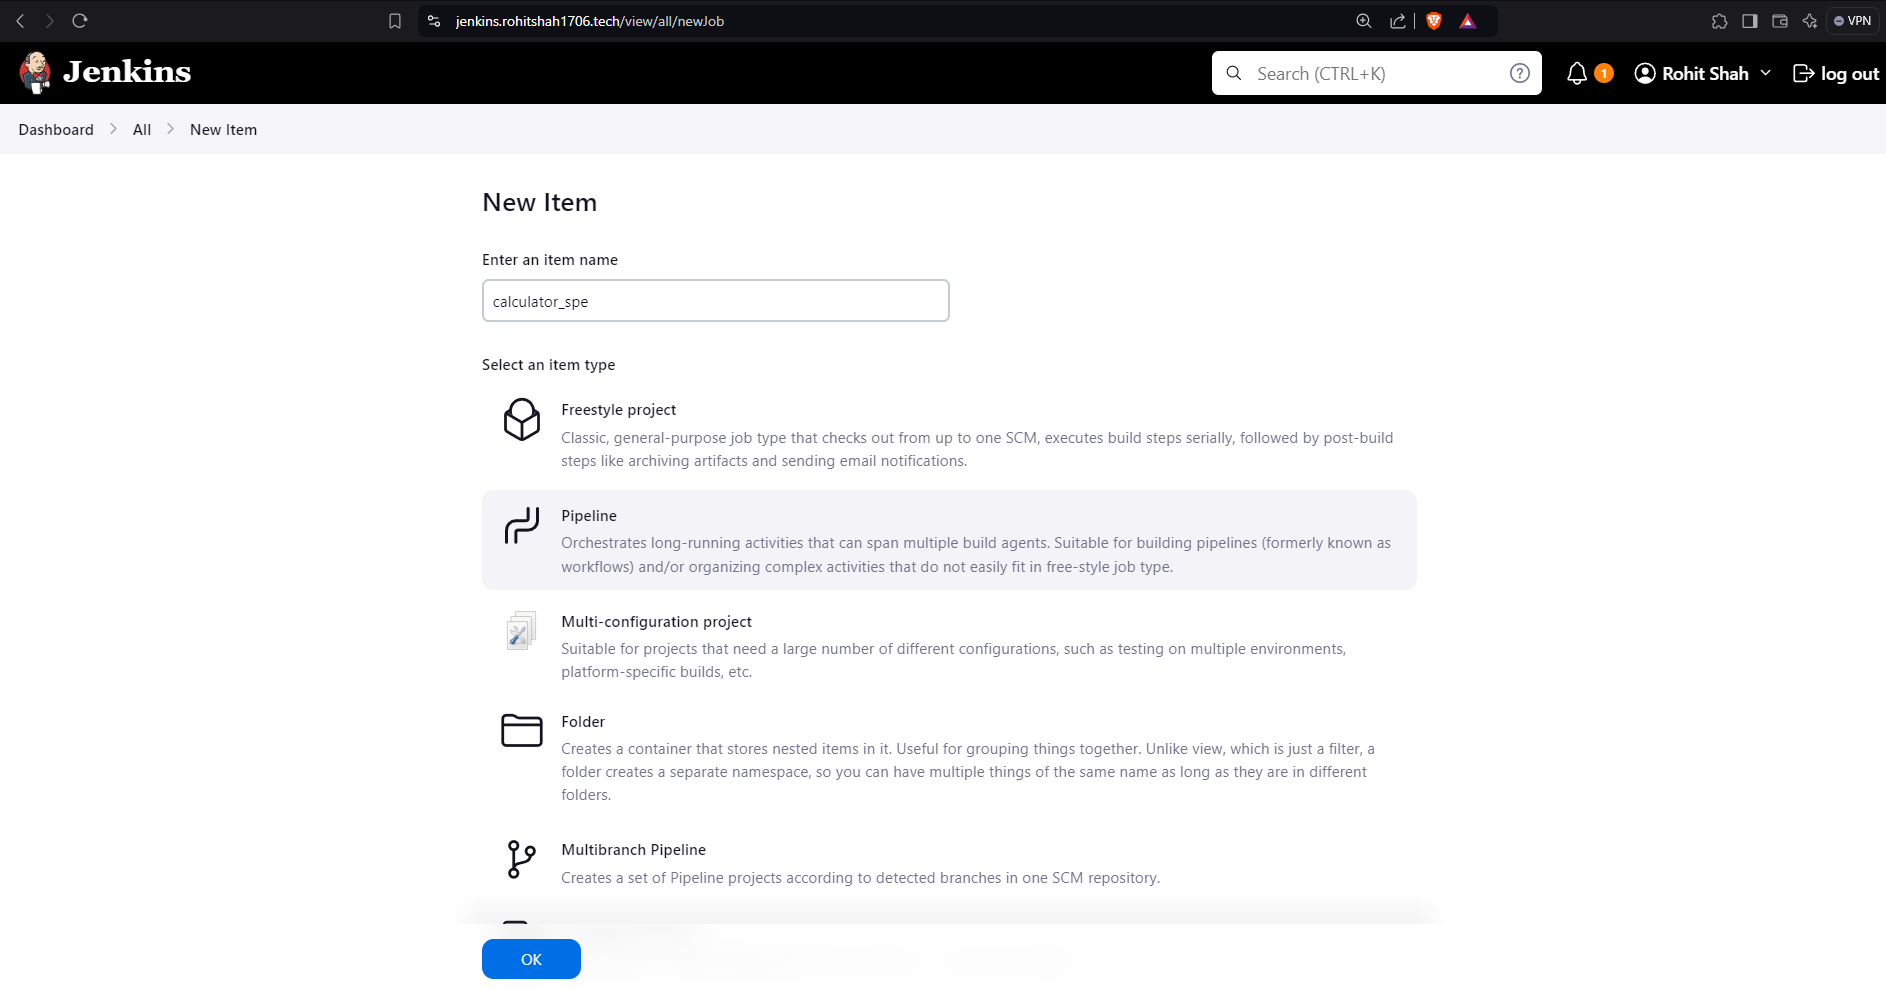 jenkins.rohitshah1706.tech/view/all/newJob
VPN
Jenkins
Search (CTRL+K)
?
1
Rohit Shah
log out
Dashboard > All > New Item
New Item
Enter an item name
calculator_spe
Select an item type
Freestyle project
Classic, general-purpose job type that checks out from up to one SCM, executes build steps serially, followed by post-build
steps like archiving artifacts and sending email notifications.
Pipeline
Orchestrates long-running activities that can span multiple build agents. Suitable for building pipelines (formerly known as
workflows) and/or organizing complex activities that do not easily fit in free-style job type.
Multi-configuration project
Suitable for projects that need a large number of different configurations, such as testing on multiple environments,
platform-specific builds, etc.
Folder
Creates a container that stores nested items in it. Useful for grouping things together. Unlike view, which is just a filter, a
folder creates a separate namespace, so you can have multiple things of the same name as long as they are in different
folders.
Multibranch Pipeline
Creates a set of Pipeline projects according to detected branches in one SCM repository.
OK